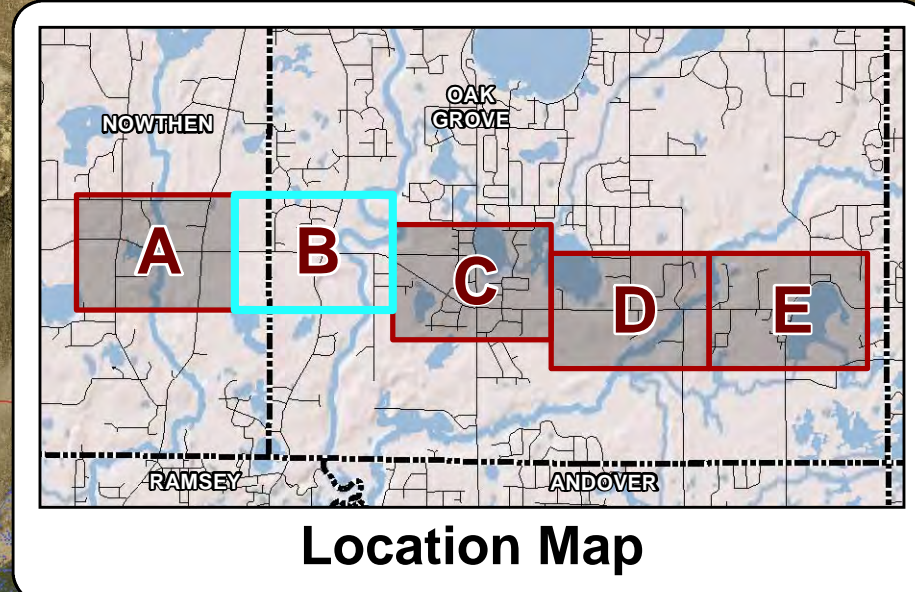 NOWTHEN
OAK
GROVE
A
B
C
D
E
RAMSEY
ANDOVER
Location Map